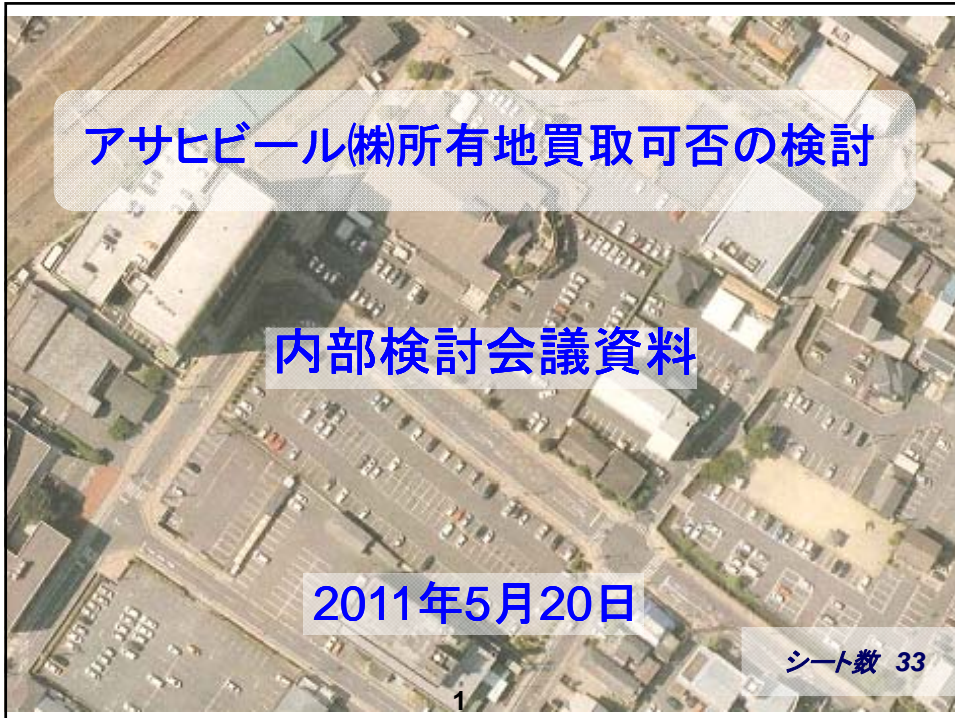 アサヒビール㈱所有地買取可否の検討
内部検討会議資料
2011年5月20日
シート数 33
1